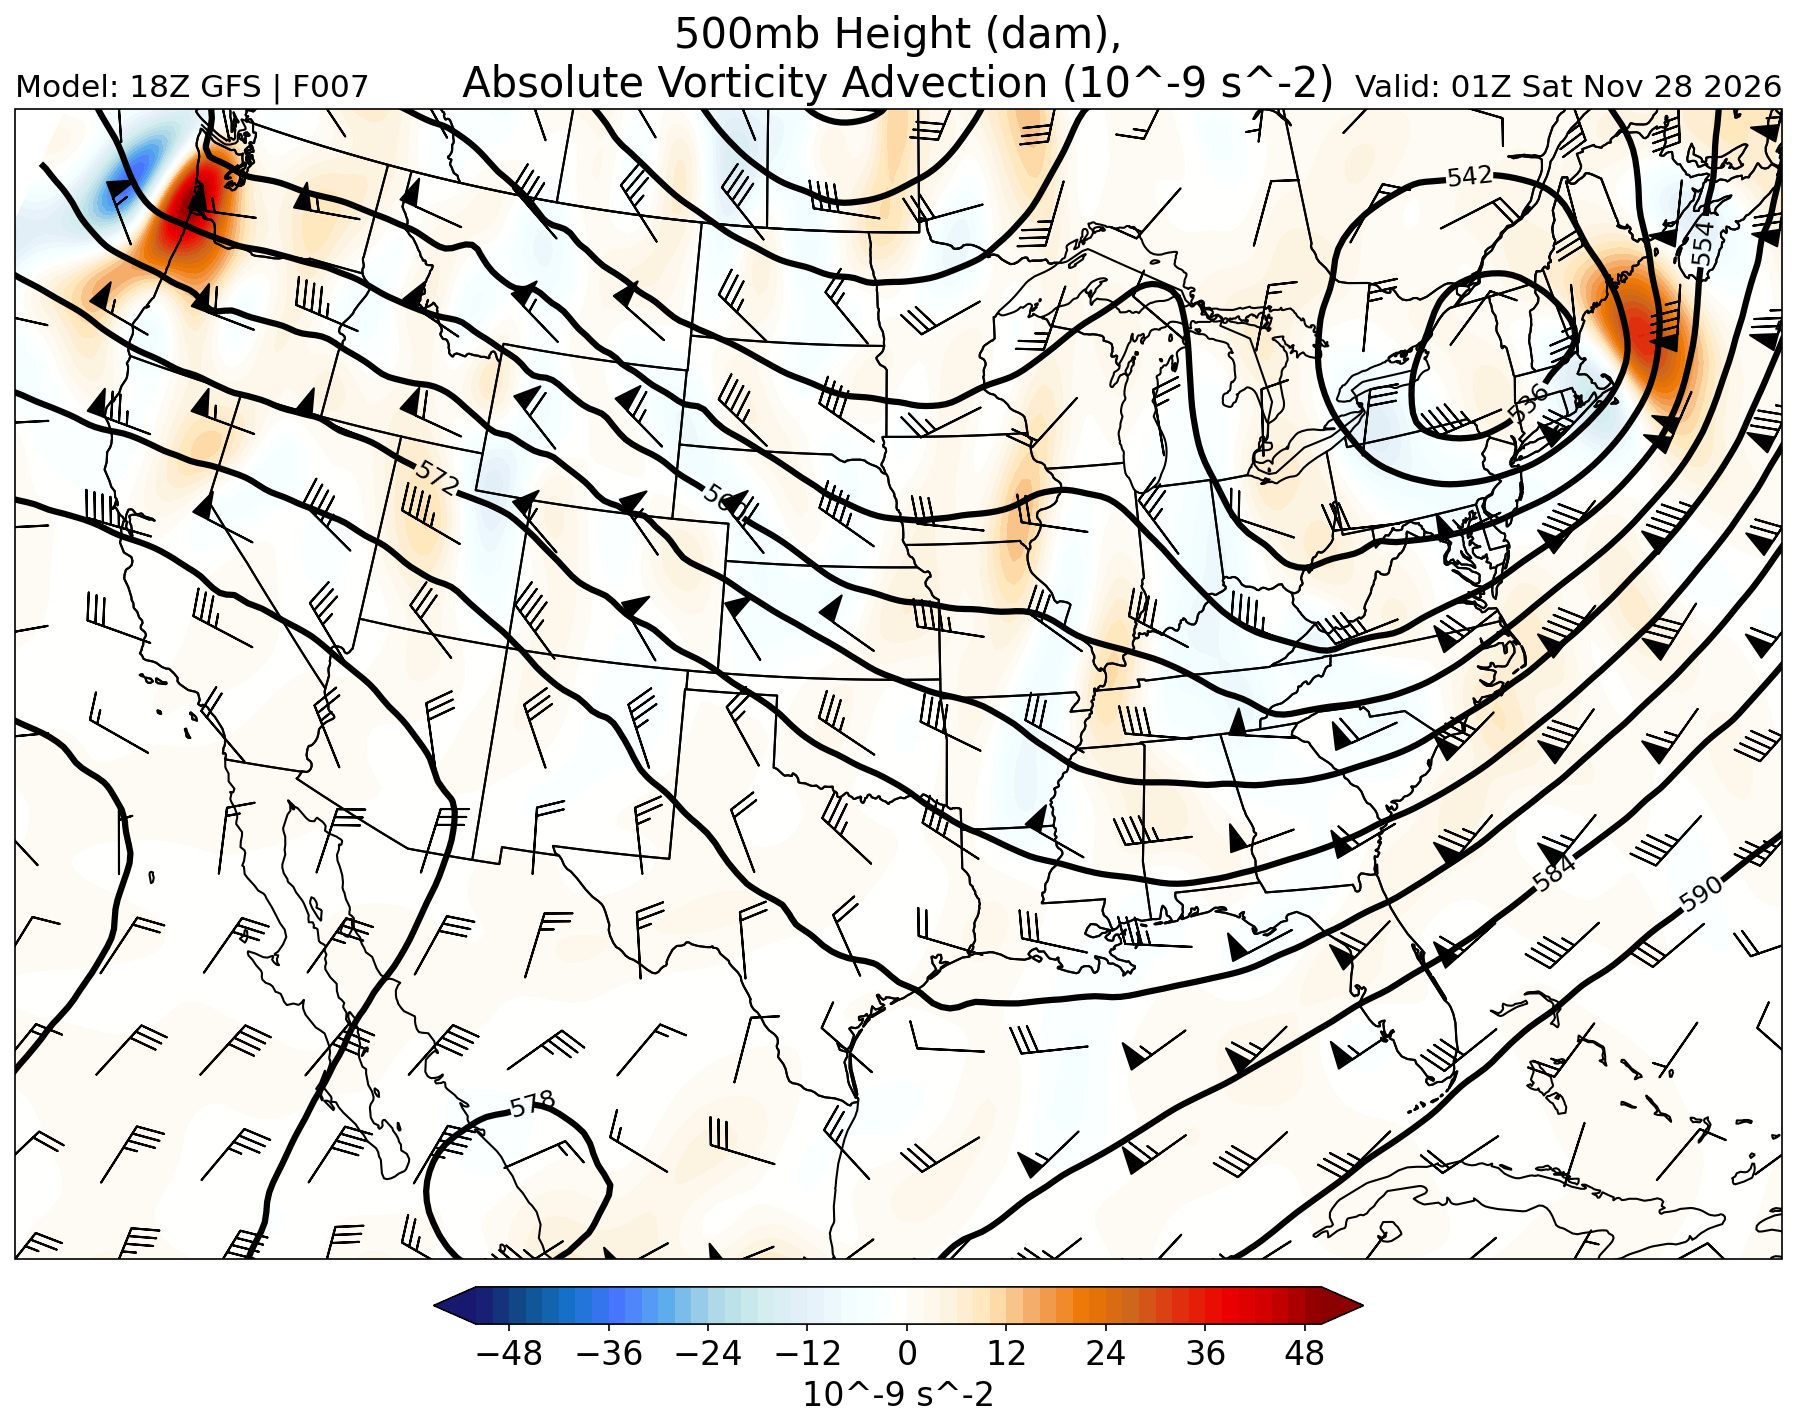 500mb Height (dam),
Model: 18Z GFS | F007
Absolute Vorticity Advection (10^-9 s^-2)
Valid: 01Z Sat Nov 28 2026
542
554
536
572
584
590
578
−48 −36 −24 −12 0 12 24 36 48
10^-9 s^-2